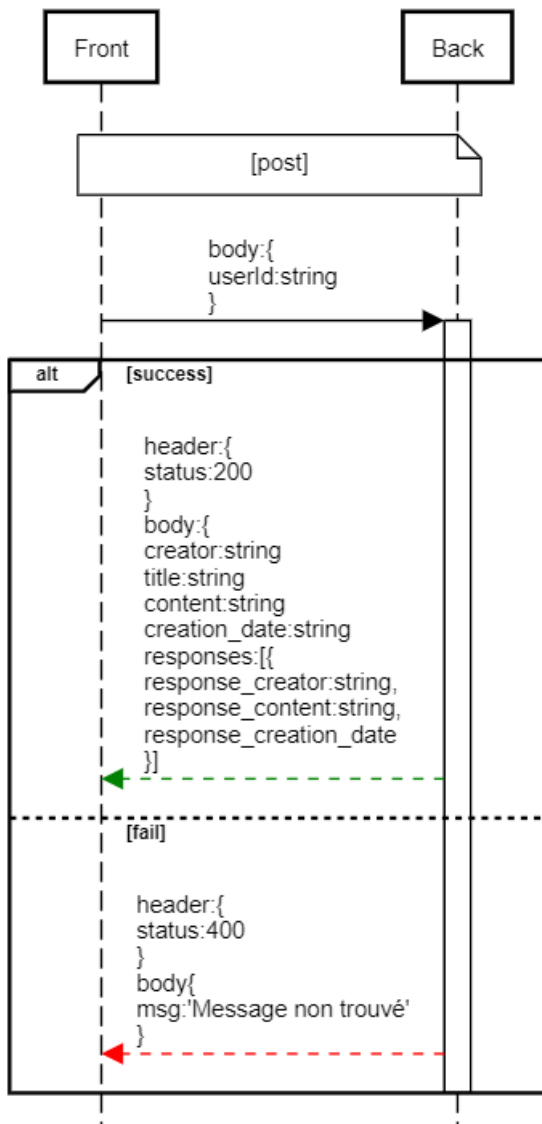 Front
Back
[post]
body:{
userId:string
}
alt
[success]
header:{
status:200
}
body:{
creator:string
title:string
content:string
creation_date:string
responses:[{
response_creator:string,
response_content:string,
response_creation_date
}]
[fail]
header:{
status:400
}
body{
msg:'Message non trouvé'
}